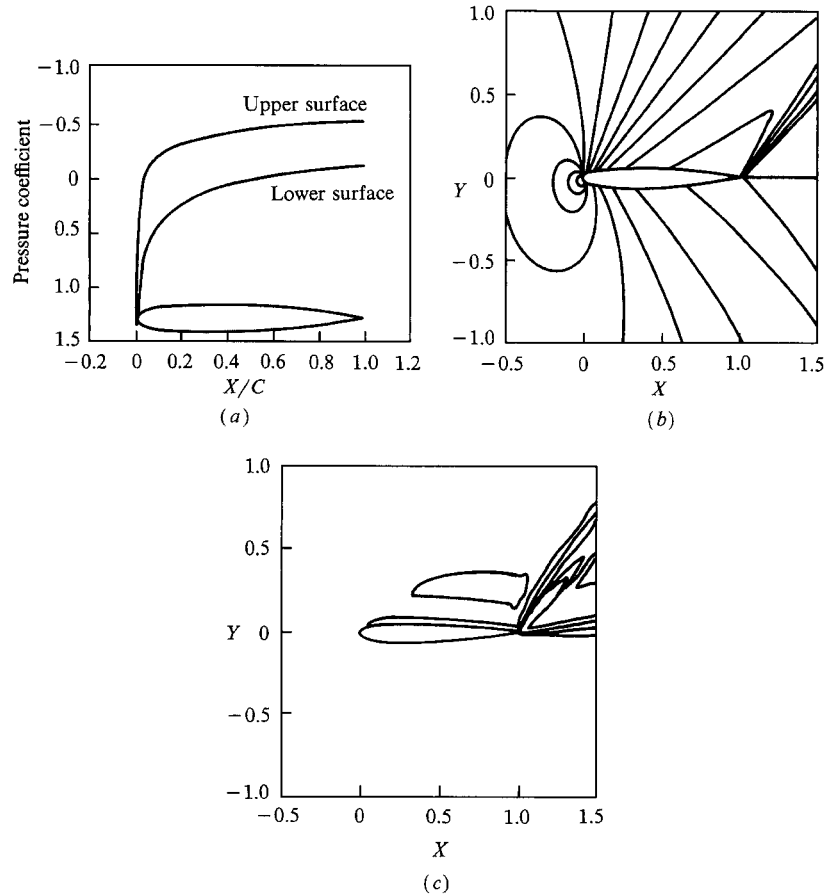 −1.0
−0.5
0
0.5
1.0
1.5
Pressure coefficient
Upper surface
Lower surface
−0.2 0 0.2 0.4 0.6 0.8 1.0 1.2
X/C
(a)
1.0
0.5
Y 0
−0.5
−1.0
−0.5 0 0.5 1.0 1.5
X
(b)
1.0
0.5
Y 0
−0.5
−1.0
−0.5 0 0.5 1.0 1.5
X
(c)